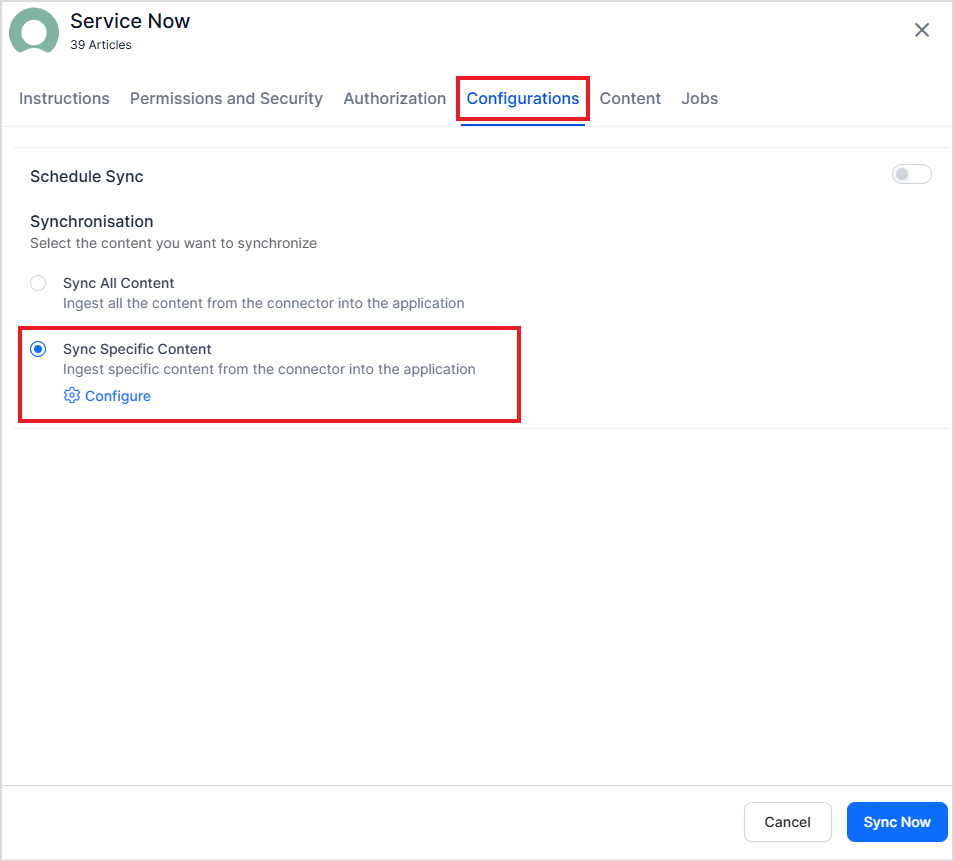 Service Now
39 Articles
Instructions Permissions and Security Authorization Configurations Content Jobs
Schedule Sync
Synchronisation
Select the content you want to synchronize
Sync All Content
Ingest all the content from the connector into the application
Sync Specific Content
Ingest specific content from the connector into the application
Configure
Cancel Sync Now